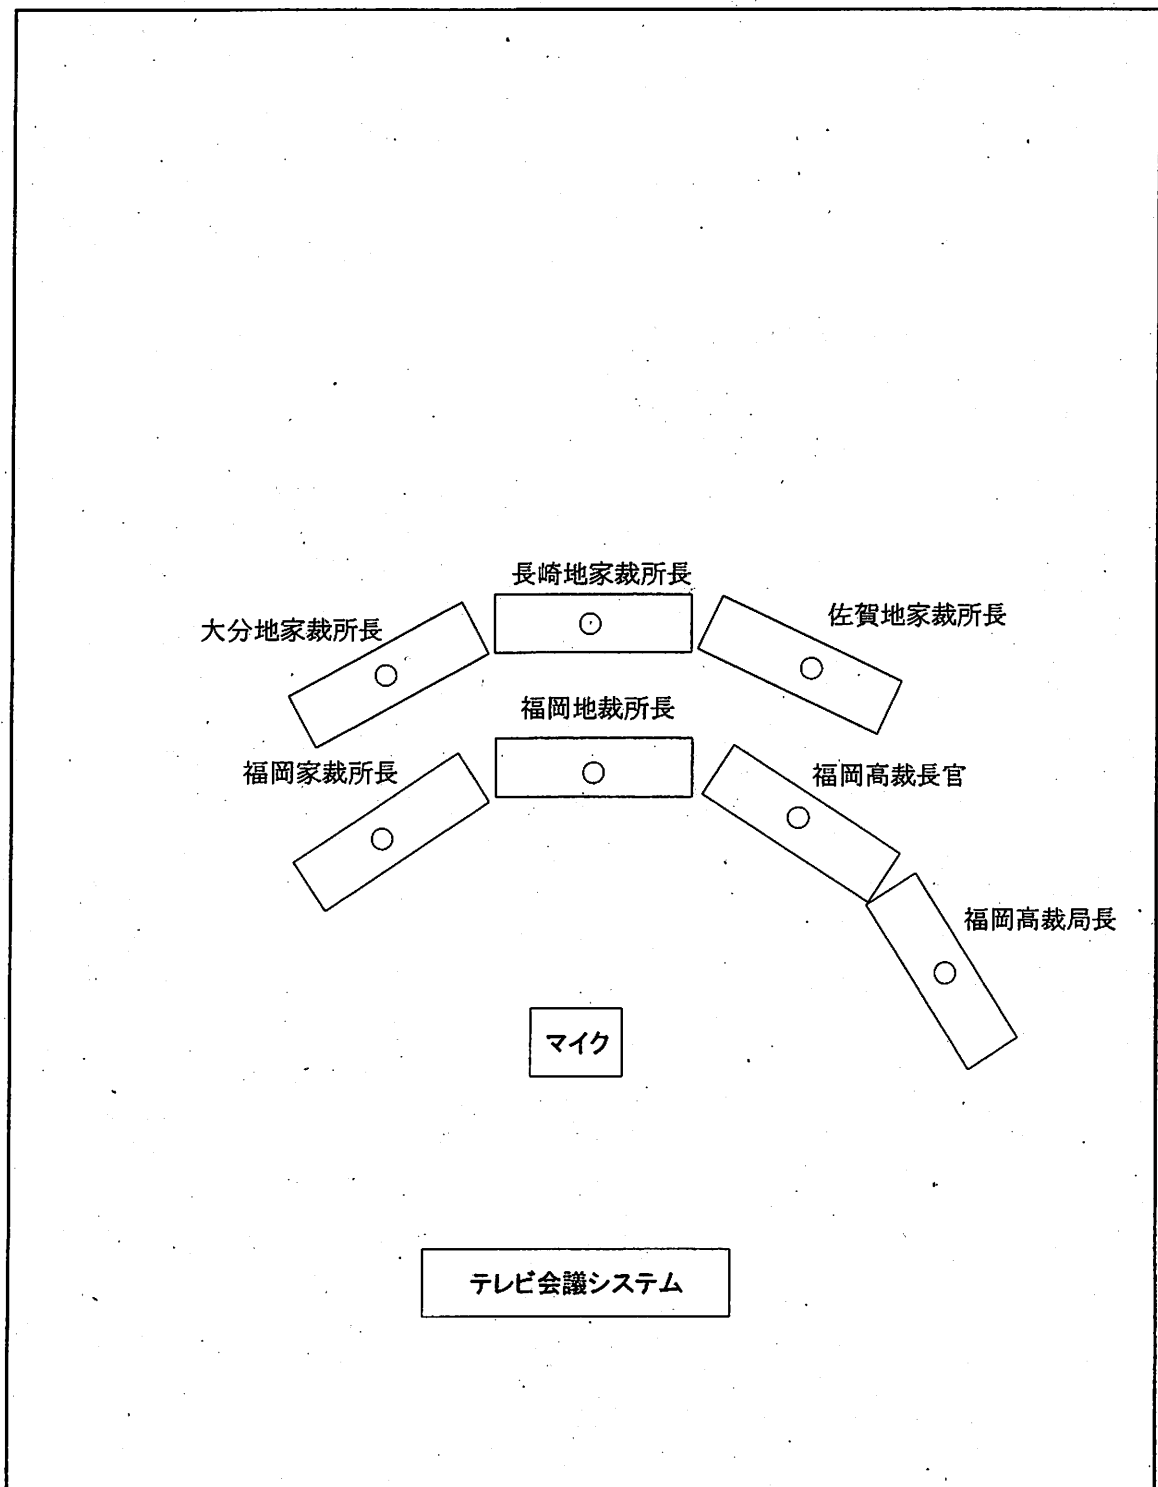 長崎地家裁所長
佐賀地家裁所長
大分地家裁所長
福岡地裁所長
福岡家裁所長
福岡高裁長官
福岡高裁局長
マイク
テレビ会議システム